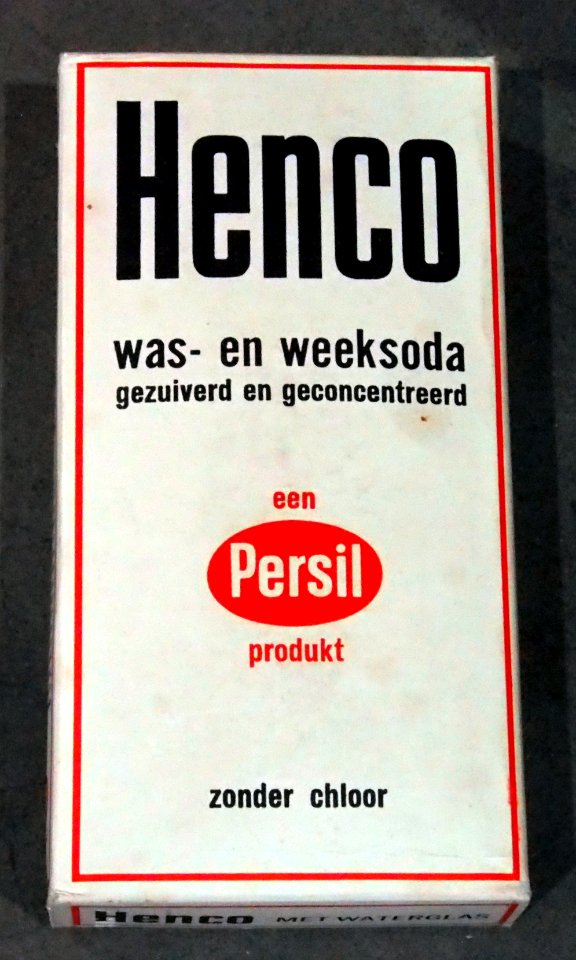 Henco
was- en weeksoda
gezuiverd en geconcentreerd
een
Persil
produkt
zonder chloor
Henco MET WATERGLAS